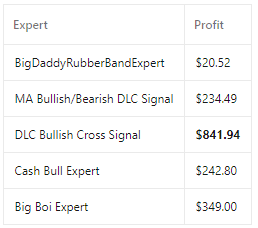 Expert Profit
BigDaddyRubberBandExpert $20.52
MA Bullish/Bearish DLC Signal $234.49
DLC Bullish Cross Signal $841.94
Cash Bull Expert $242.80
Big Boi Expert $349.00